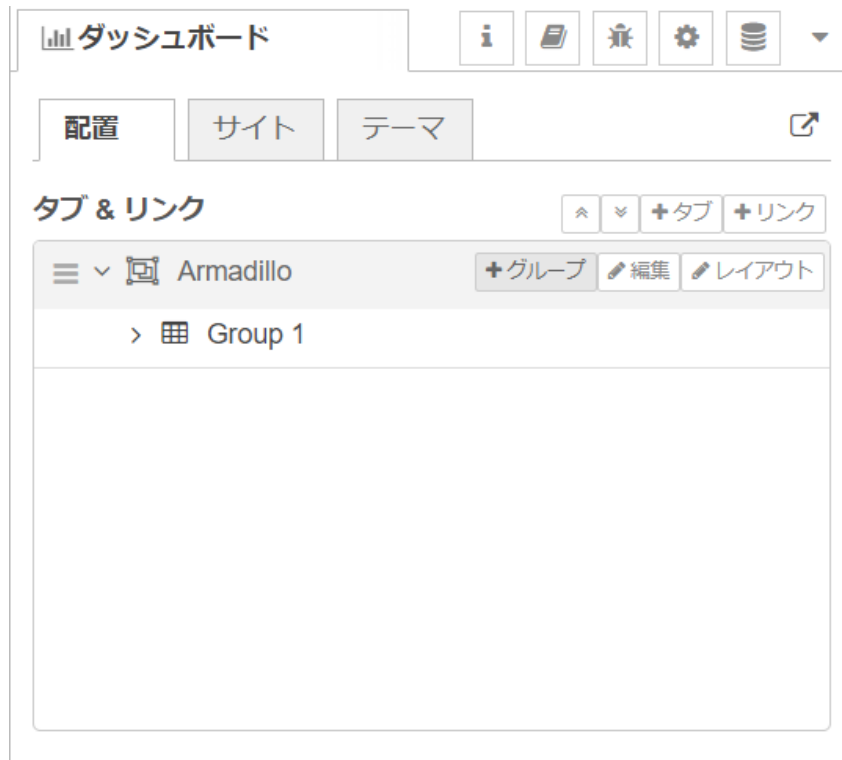 ダッシュボード
配置 サイト テーマ
タブ & リンク +タブ +リンク
Armadillo +グループ 編集 レイアウト
Group 1